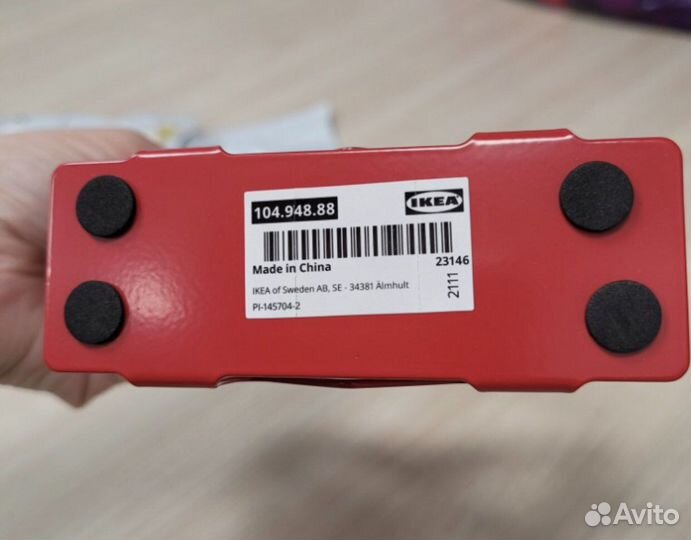 104.948.88 IKEA
Made in China 23146
IKEA of Sweden AB, SE - 34381 Älmhult
PI-145704-2
2111
Avito